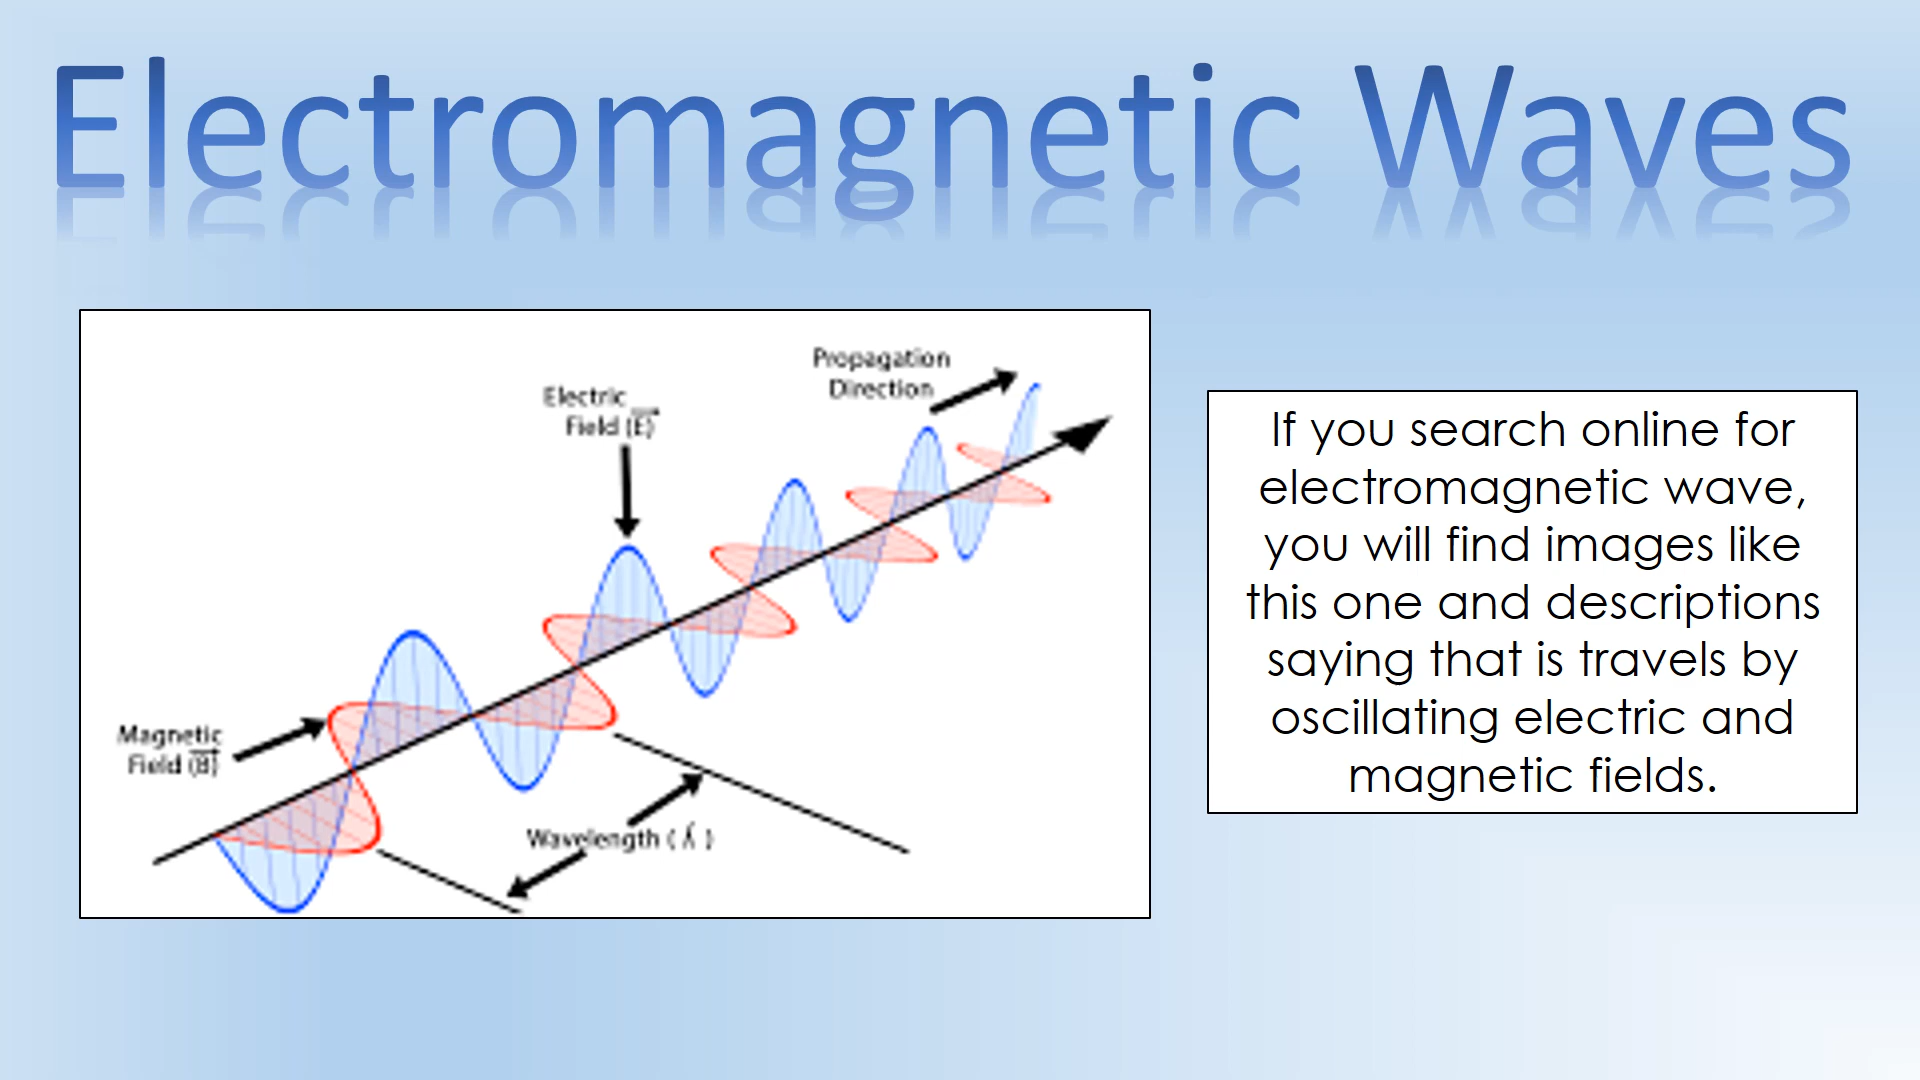 Electromagnetic Waves
Propagation
Direction
Electric
Field (E)
Magnetic
Field (B)
Wavelength ( λ )
If you search online for
electromagnetic wave,
you will find images like
this one and descriptions
saying that is travels by
oscillating electric and
magnetic fields.